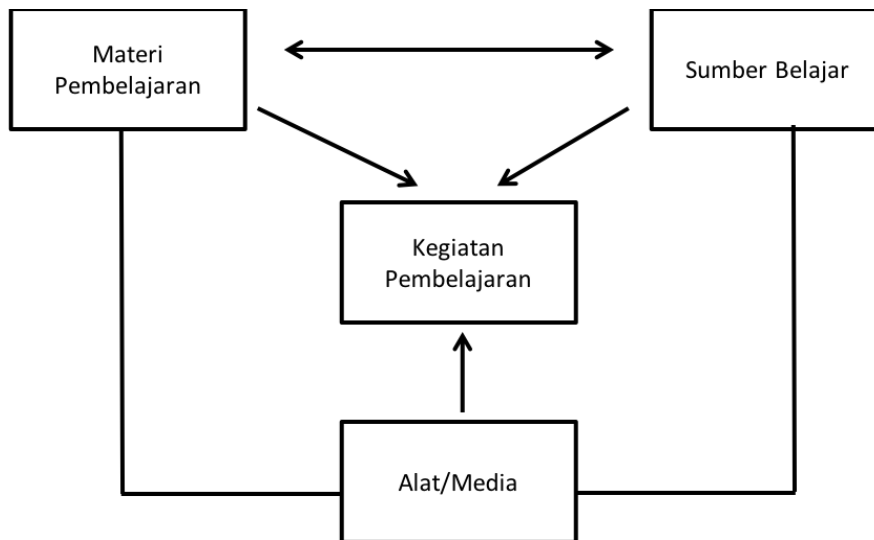 Materi
Pembelajaran
Sumber Belajar
Kegiatan
Pembelajaran
Alat/Media